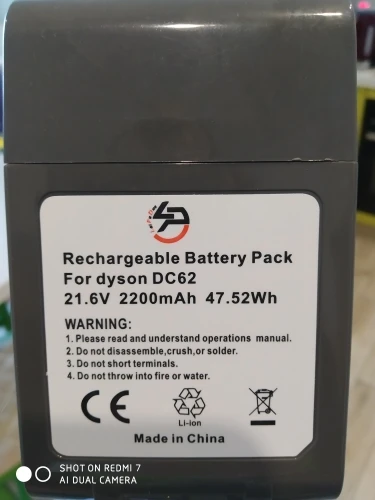 Rechargeable Battery Pack
For dyson DC62
21.6V 2200mAh 47.52Wh
WARNING:
1. Please read and understand operations manual.
2. Do not disassemble,crush,or solder.
3. Do not short terminals.
4. Do not throw into fire or water.
CE
Li-ion
Made in China
SHOT ON REDMI 7
AI DUAL CAMERA